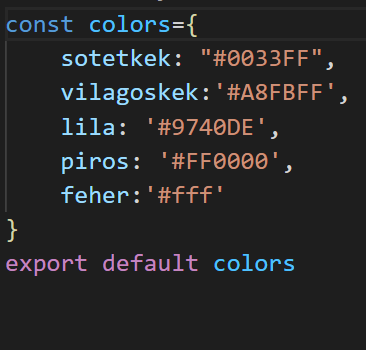 const colors={
    sotetkek: "#0033FF",
    vilagoskek:'#A8FBFF',
    lila: '#9740DE',
    piros: '#FF0000',
    feher:'#fff'
}
export default colors